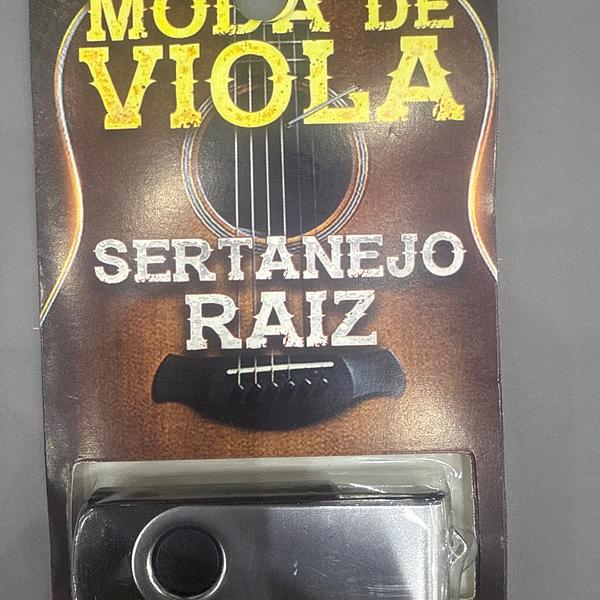 MODA DE
VIOLA
SERTANEJO
RAIZ